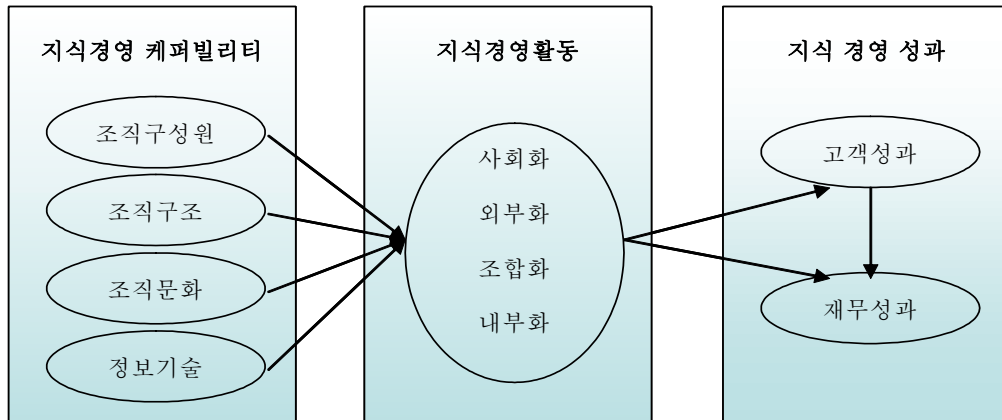 지식경영 케퍼빌리티
조직구성원
조직구조
조직문화
정보기술
지식경영활동
사회화
외부화
조합화
내부화
지식 경영 성과
고객성과
재무성과